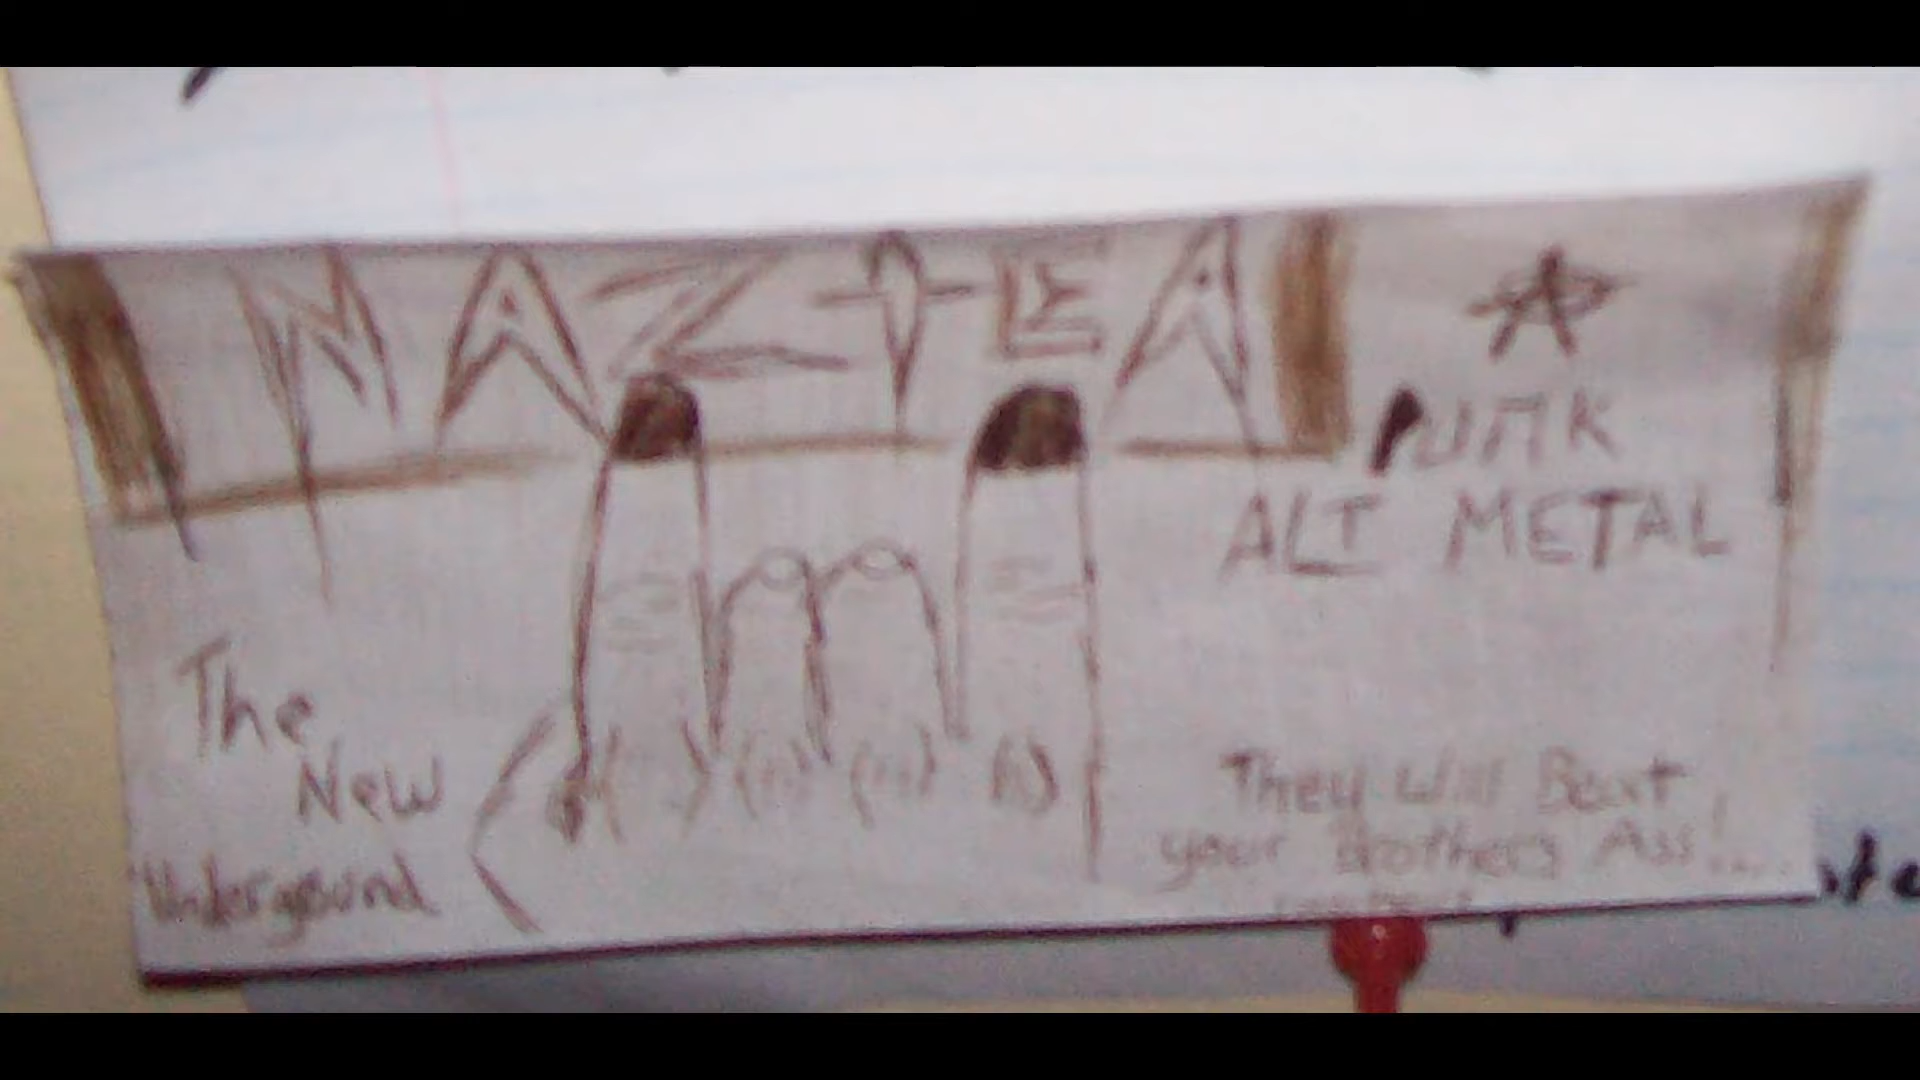 NAZTEA
PUNK
ALT METAL
The
New
Underground
They Will Beat
your Brothers Ass!...